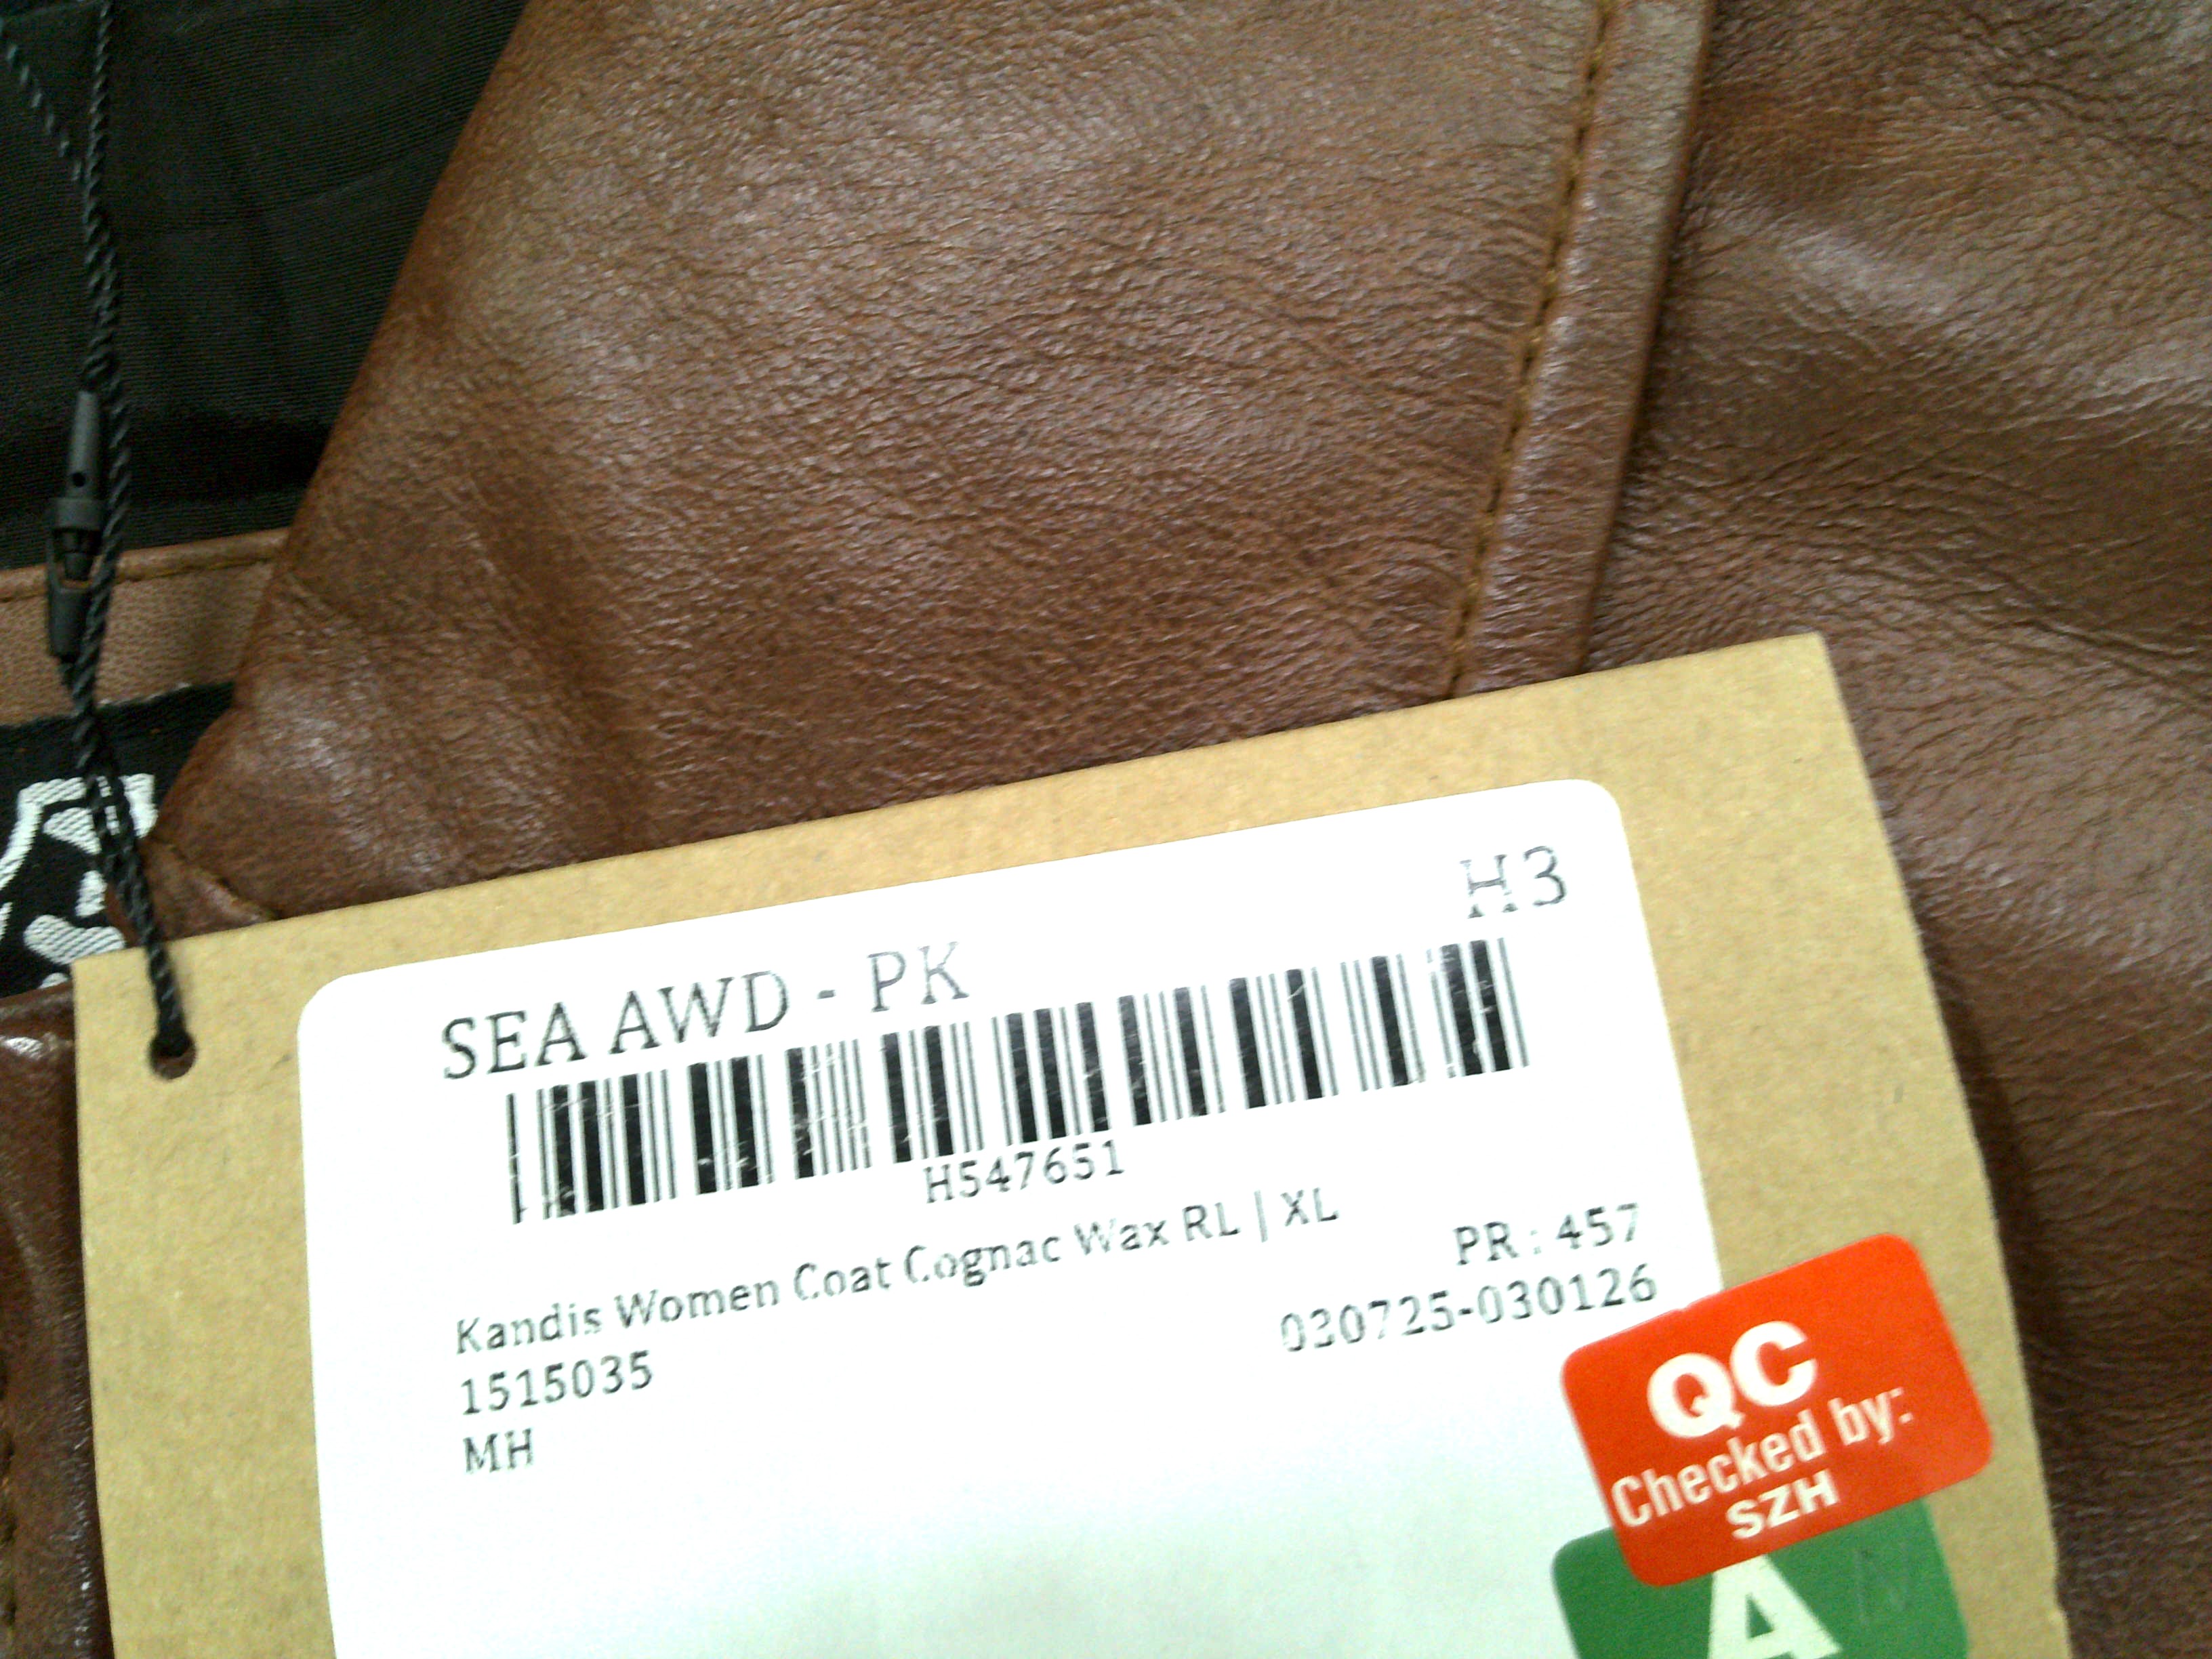 H3
SEA AWD - PK
H547651
Kandis Women Coat Cognac Wax RL | XL
PR : 457
1515035
030725-030126
MH
QC
Checked by:
SZH
A